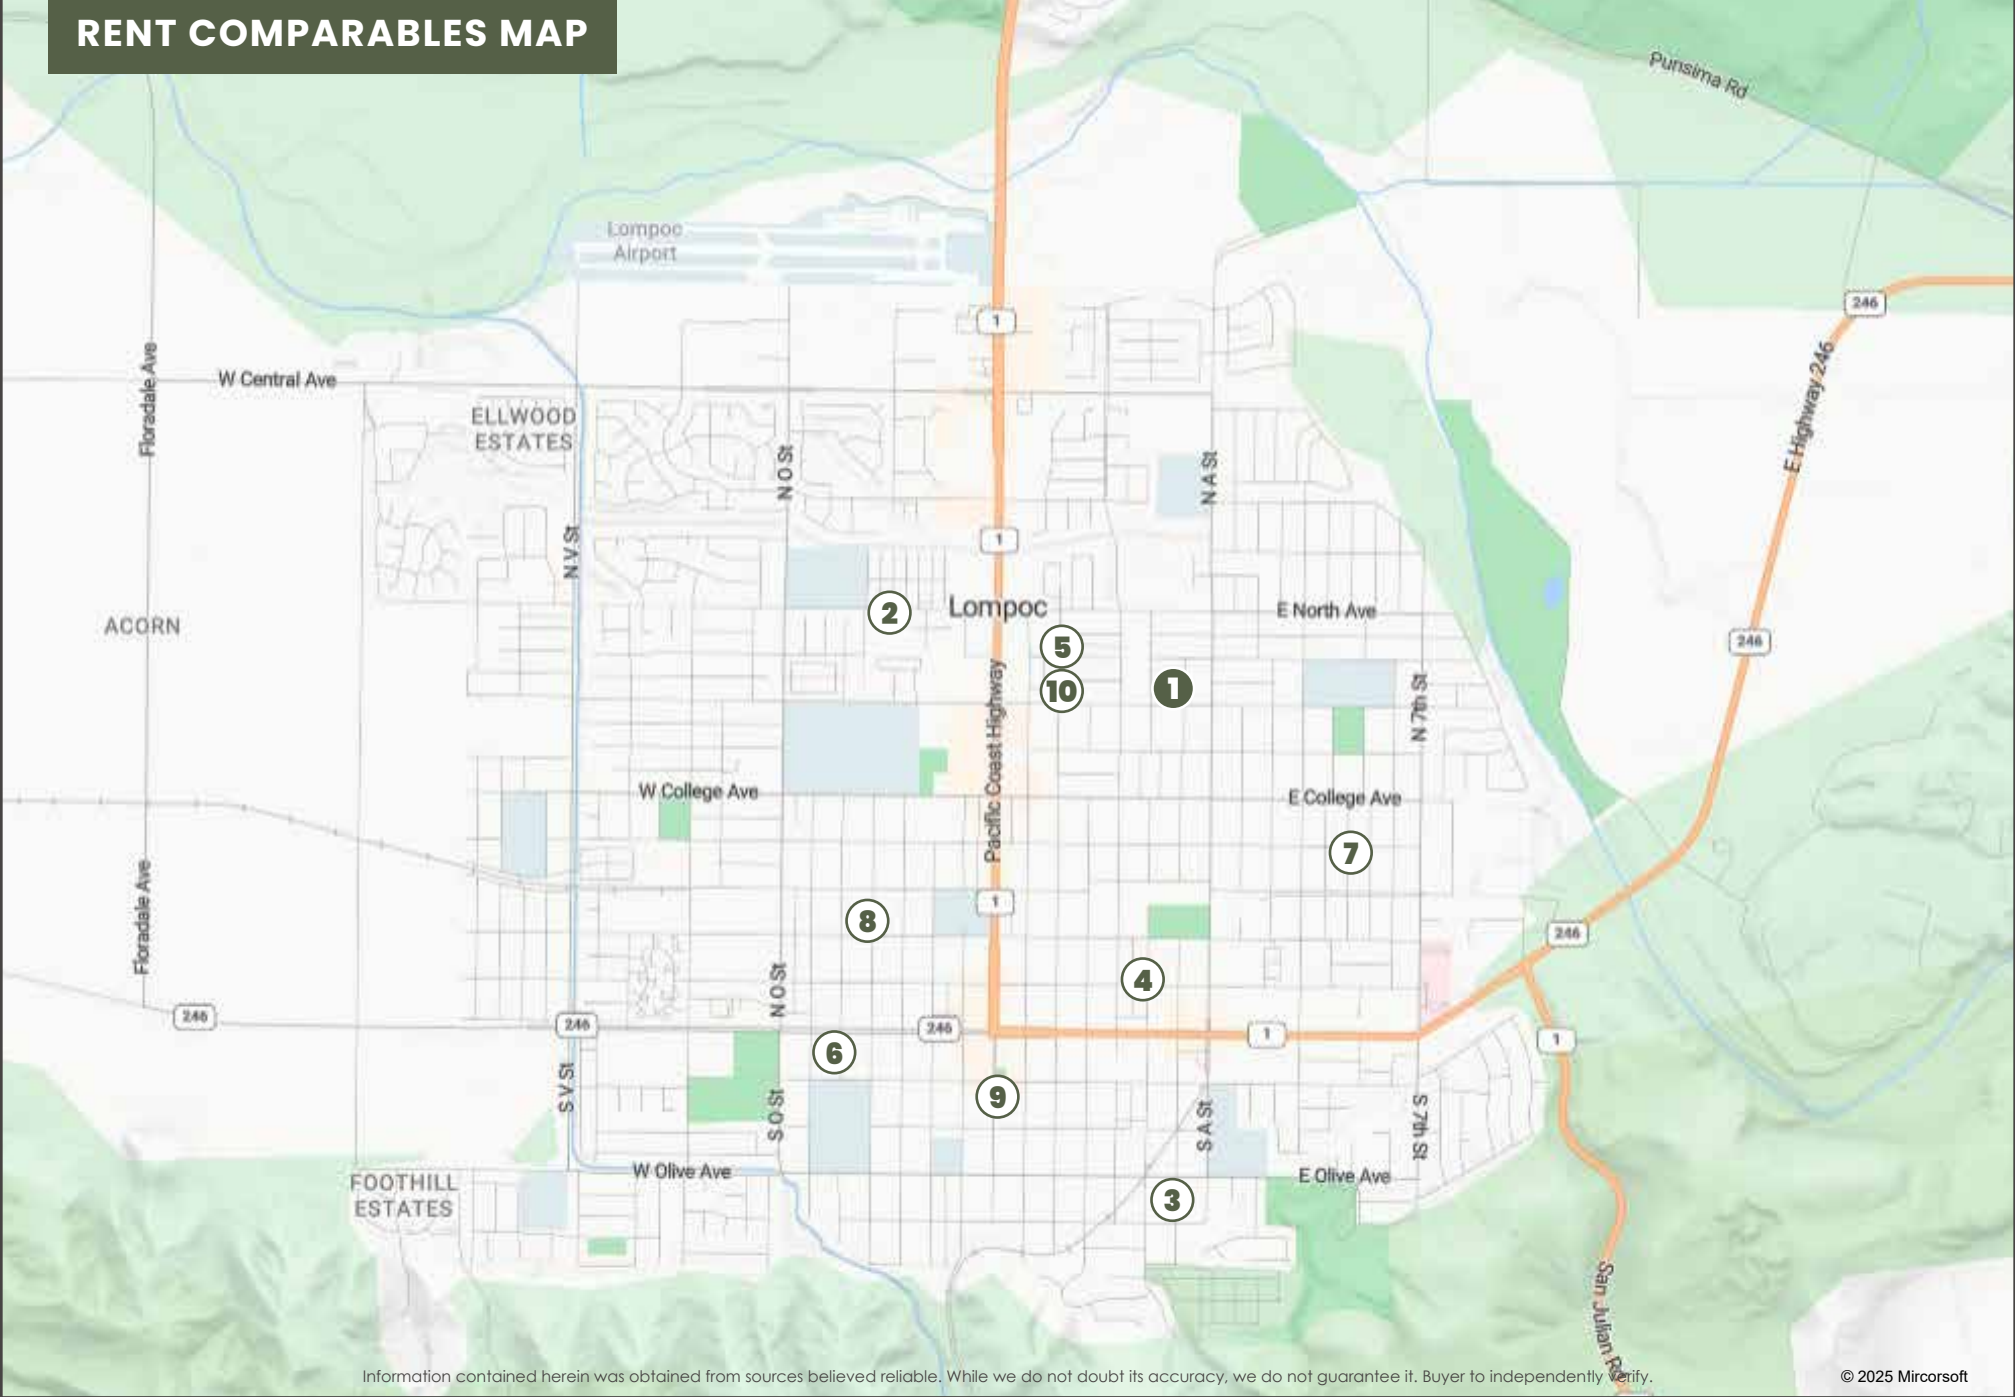 RENT COMPARABLES MAP
Punsima Rd
Lompoc
Airport
246
1
Floradale Ave
W Central Ave
E Highway 246
ELLWOOD
ESTATES
N O St
N A St
N V St
1
2
Lompoc
E North Ave
ACORN
5
246
10
1
N 7th St
Pacific Coast Highway
W College Ave
E College Ave
7
Floradale Ave
1
8
246
4
N O St
246
246
246
1
1
6
S V St
9
S O St
S A St
S 7th St
W Olive Ave
E Olive Ave
FOOTHILL
ESTATES
3
San Julian Rd
Information contained herein was obtained from sources believed reliable. While we do not doubt its accuracy, we do not guarantee it. Buyer to independently verify.
© 2025 Mircorsoft